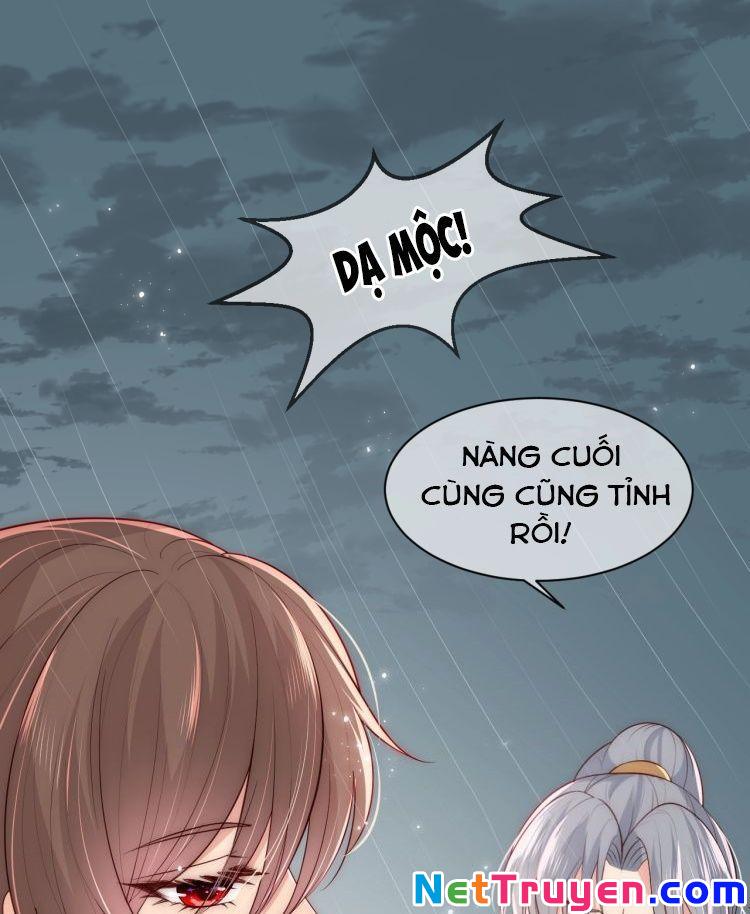 DẠ MỘC!
NÀNG CUỐI
CÙNG CŨNG TỈNH
RỒI!
NETTRUYEN.COM